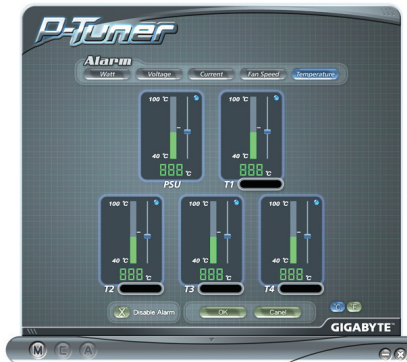 P-Tuner
Alarm
Watt Voltage Current Fan Speed Temperature
100 °C 100 °C
40 °C 40 °C
888 °C 888 °C
PSU T1
100 °C 100 °C 100 °C
40 °C 40 °C 40 °C
888 °C 888 °C 888 °C
T2 T3 T4
X Disable Alarm OK Canel
C F
GIGABYTE
M E A